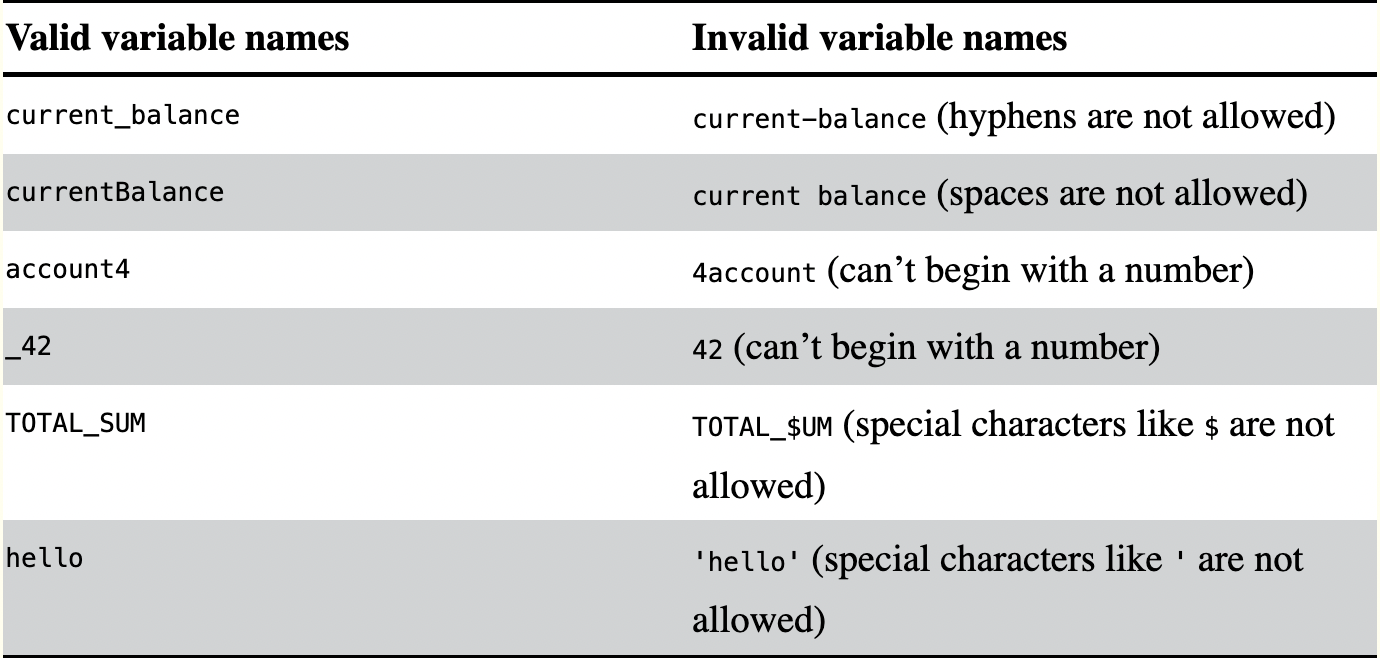 Valid variable names Invalid variable names
current_balance current-balance (hyphens are not allowed)
currentBalance current balance (spaces are not allowed)
account4 4account (can’t begin with a number)
_42 42 (can’t begin with a number)
TOTAL_SUM TOTAL_$UM (special characters like $ are not
allowed)
hello 'hello' (special characters like ' are not
allowed)